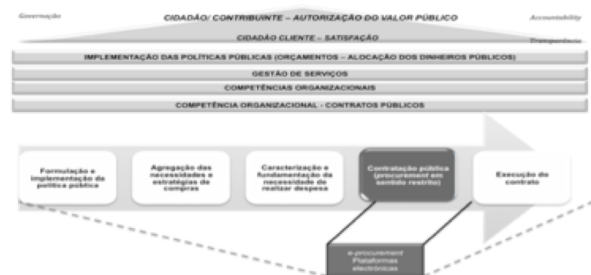 Governação
Accountability
CIDADÃO/ CONTRIBUINTE – AUTORIZAÇÃO DO VALOR PÚBLICO
CIDADÃO CLIENTE – SATISFAÇÃO
Transparência
IMPLEMENTAÇÃO DAS POLÍTICAS PÚBLICAS (ORÇAMENTOS – ALOCAÇÃO DOS DINHEIROS PÚBLICOS)
GESTÃO DE SERVIÇOS
COMPETÊNCIAS ORGANIZACIONAIS
COMPETÊNCIA ORGANIZACIONAL - CONTRATOS PÚBLICOS
Formulação e
implementação da
política pública
Agregação das
necessidades e
estratégias de
compras
Caracterização e
fundamentação da
necessidade de
realizar despesa
Contratação pública
(procurement em
sentido restrito)
Execução do
contrato
e-procurement
Plataformas
electrónicas